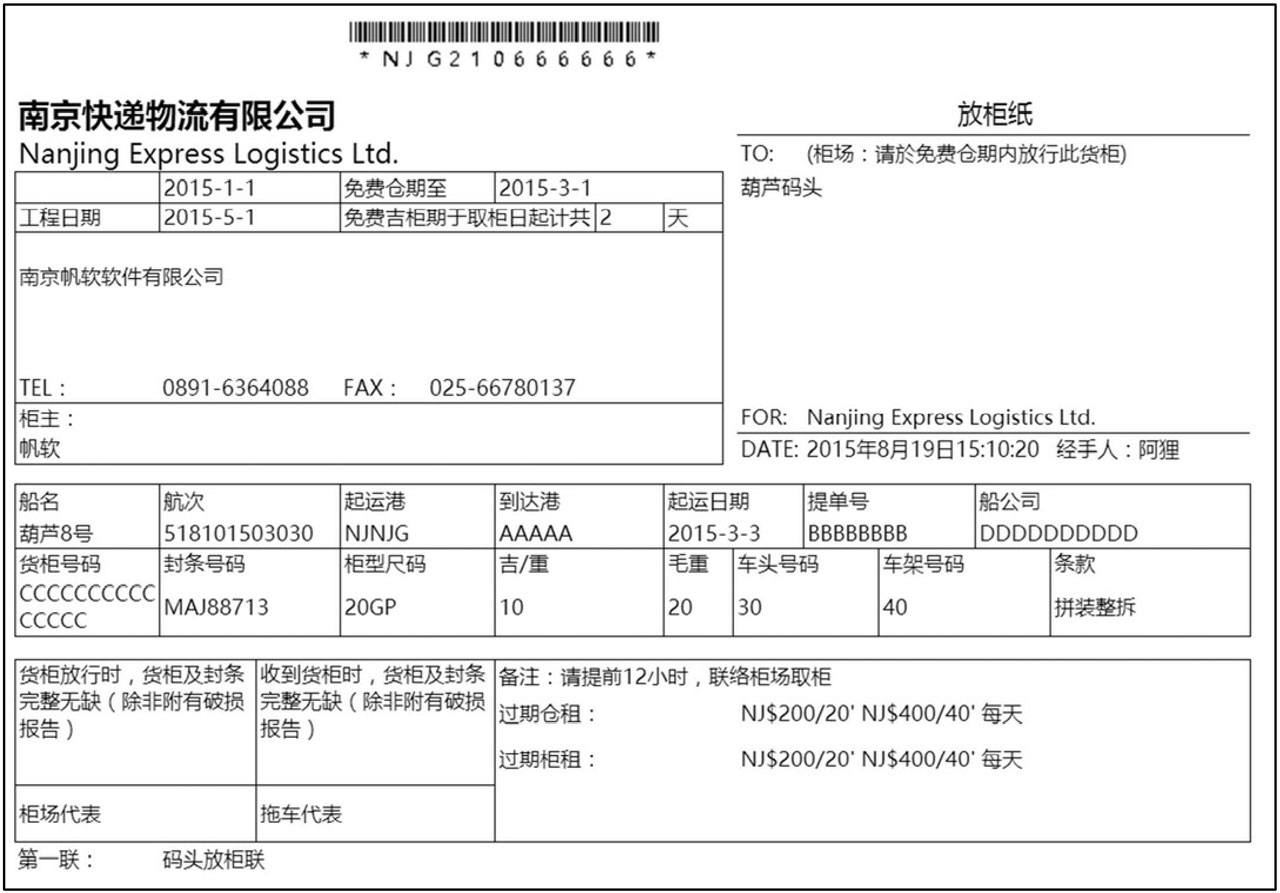 *NJG210666666*
南京快递物流有限公司
Nanjing Express Logistics Ltd.
放柜纸
TO: (柜场：请於免费仓期内放行此货柜)
葫芦码头
2015-1-1 免费仓期至 2015-3-1
工程日期 2015-5-1 免费吉柜期于取柜日起计共 2 天
南京帆软软件有限公司
TEL： 0891-6364088 FAX： 025-66780137
柜主：
帆软
FOR: Nanjing Express Logistics Ltd.
DATE: 2015年8月19日15:10:20 经手人：阿狸
船名 航次 起运港 到达港 起运日期 提单号 船公司
葫芦8号 518101503030 NJNJG AAAAA 2015-3-3 BBBBBBBB DDDDDDDDDD
货柜号码 封条号码 柜型尺码 吉/重 毛重 车头号码 车架号码 条款
CCCCCCCCCC
CCCCC
MAJ88713 20GP 10 20 30 40 拼装整拆
货柜放行时，货柜及封条
完整无缺（除非附有破损
报告）
收到货柜时，货柜及封条
完整无缺（除非附有破损
报告）
备注：请提前12小时，联络柜场取柜
过期仓租： NJ$200/20' NJ$400/40' 每天
过期柜租： NJ$200/20' NJ$400/40' 每天
柜场代表 拖车代表
第一联： 码头放柜联